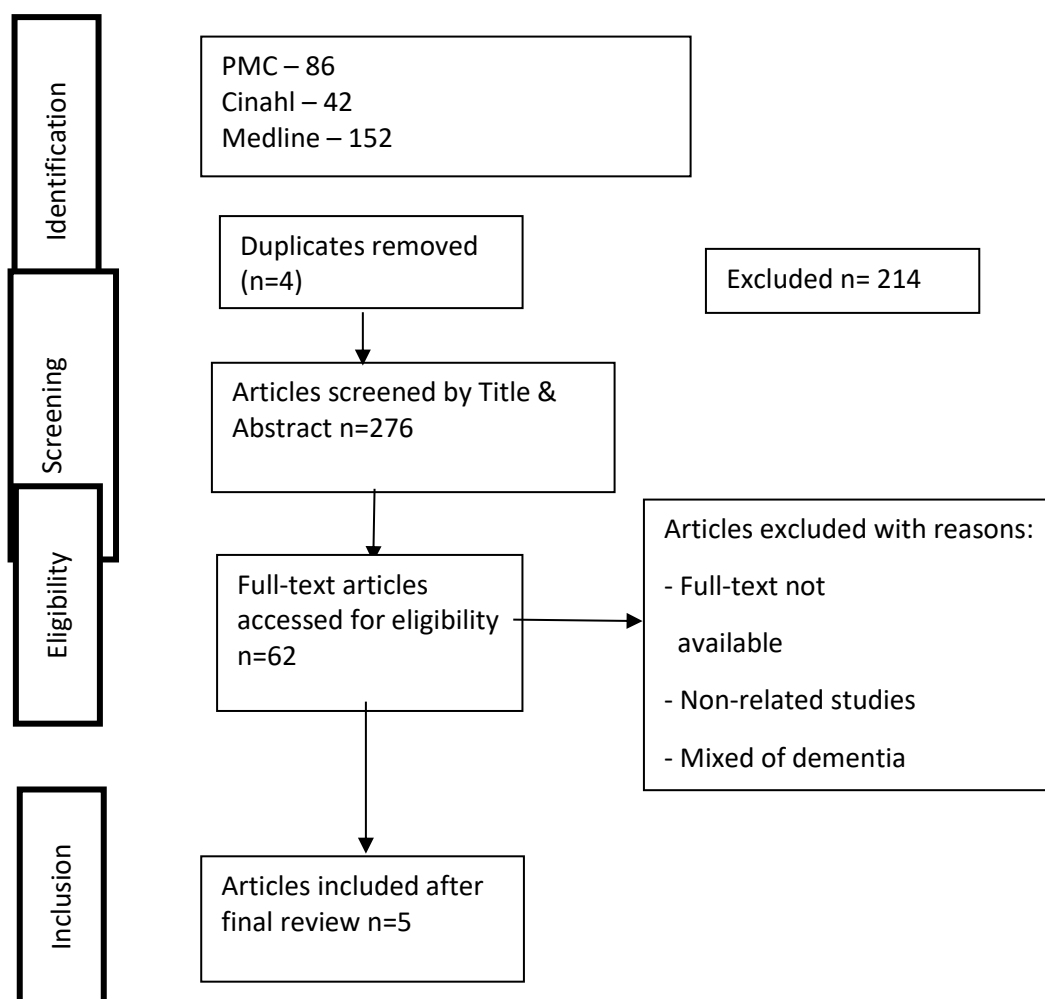 Identification
PMC – 86
Cinahl – 42
Medline – 152
Duplicates removed
(n=4)
Excluded n= 214
Screening
Articles screened by Title &
Abstract n=276
Eligibility
Full-text articles
accessed for eligibility
n=62
Articles excluded with reasons:
- Full-text not
available
- Non-related studies
- Mixed of dementia
Inclusion
Articles included after
final review n=5